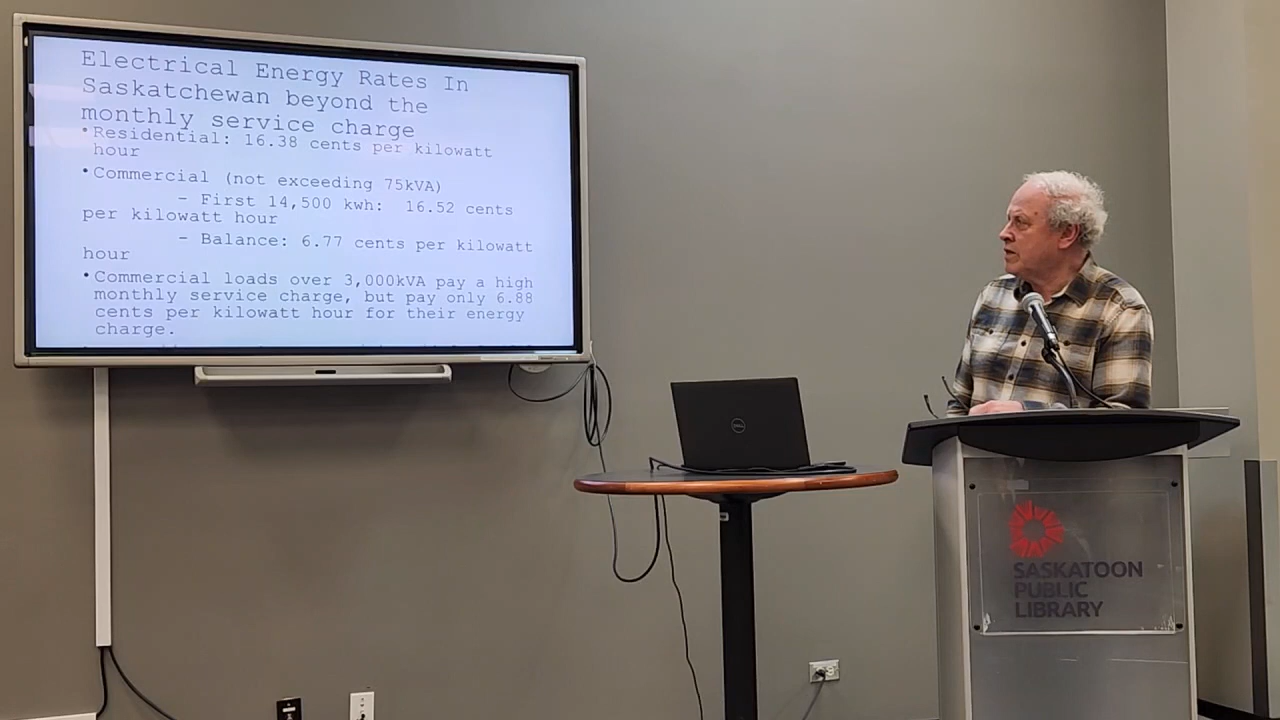 Electrical Energy Rates In
Saskatchewan beyond the
monthly service charge
•Residential: 16.38 cents per kilowatt
hour
•Commercial (not exceeding 75kVA)
– First 14,500 kwh: 16.52 cents
per kilowatt hour
– Balance: 6.77 cents per kilowatt
hour
•Commercial loads over 3,000kVA pay a high
monthly service charge, but pay only 6.88
cents per kilowatt hour for their energy
charge.
DELL
SASKATOON
PUBLIC
LIBRARY